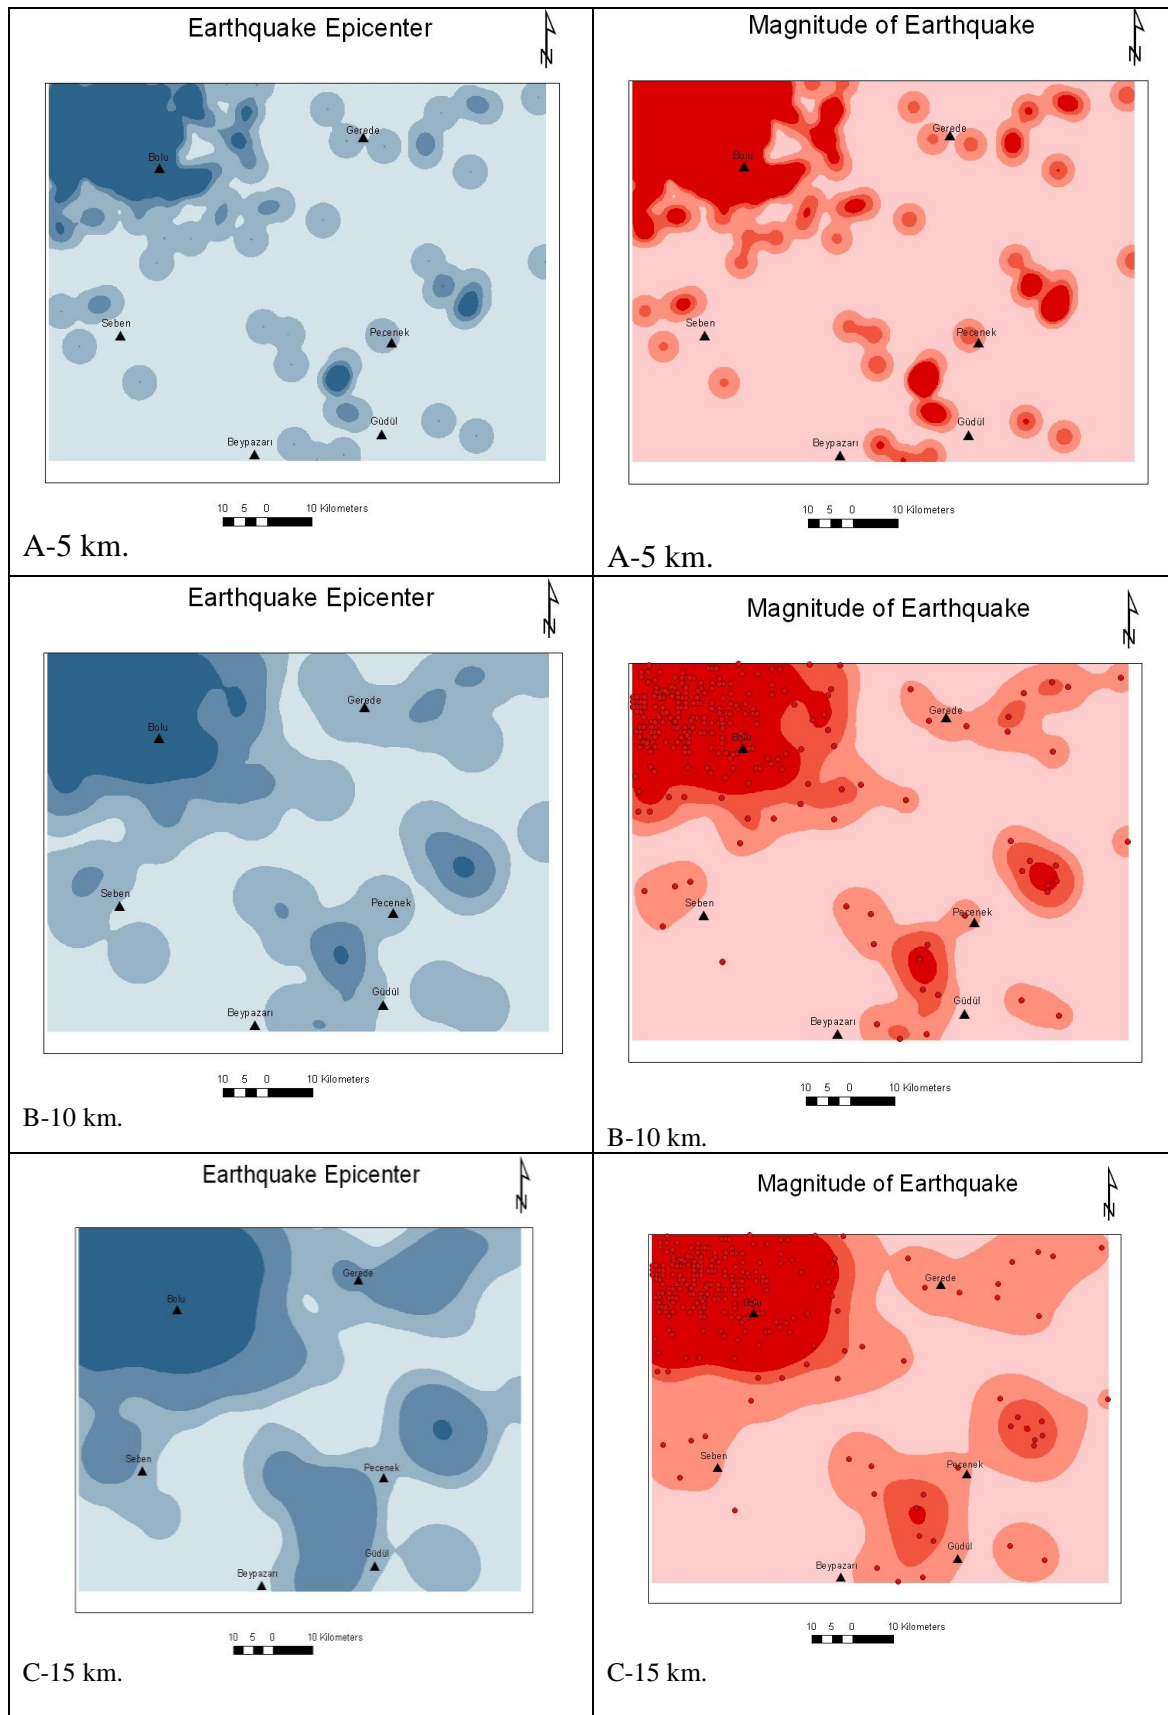 Earthquake Epicenter
N
Gerede
Bolu
Seben
Pecenek
Güdül
Beypazarı
10 5 0 10 Kilometers
A-5 km.
Magnitude of Earthquake
N
Gerede
Bolu
Seben
Pecenek
Güdül
Beypazarı
10 5 0 10 Kilometers
A-5 km.
Earthquake Epicenter
N
Gerede
Bolu
Seben
Pecenek
Güdül
Beypazarı
10 5 0 10 Kilometers
B-10 km.
Magnitude of Earthquake
N
Gerede
Bolu
Seben
Pecenek
Güdül
Beypazarı
10 5 0 10 Kilometers
B-10 km.
Earthquake Epicenter
N
Gerede
Bolu
Seben
Pecenek
Güdül
Beypazarı
10 5 0 10 Kilometers
C-15 km.
Magnitude of Earthquake
N
Gerede
Bolu
Seben
Pecenek
Güdül
Beypazarı
10 5 0 10 Kilometers
C-15 km.